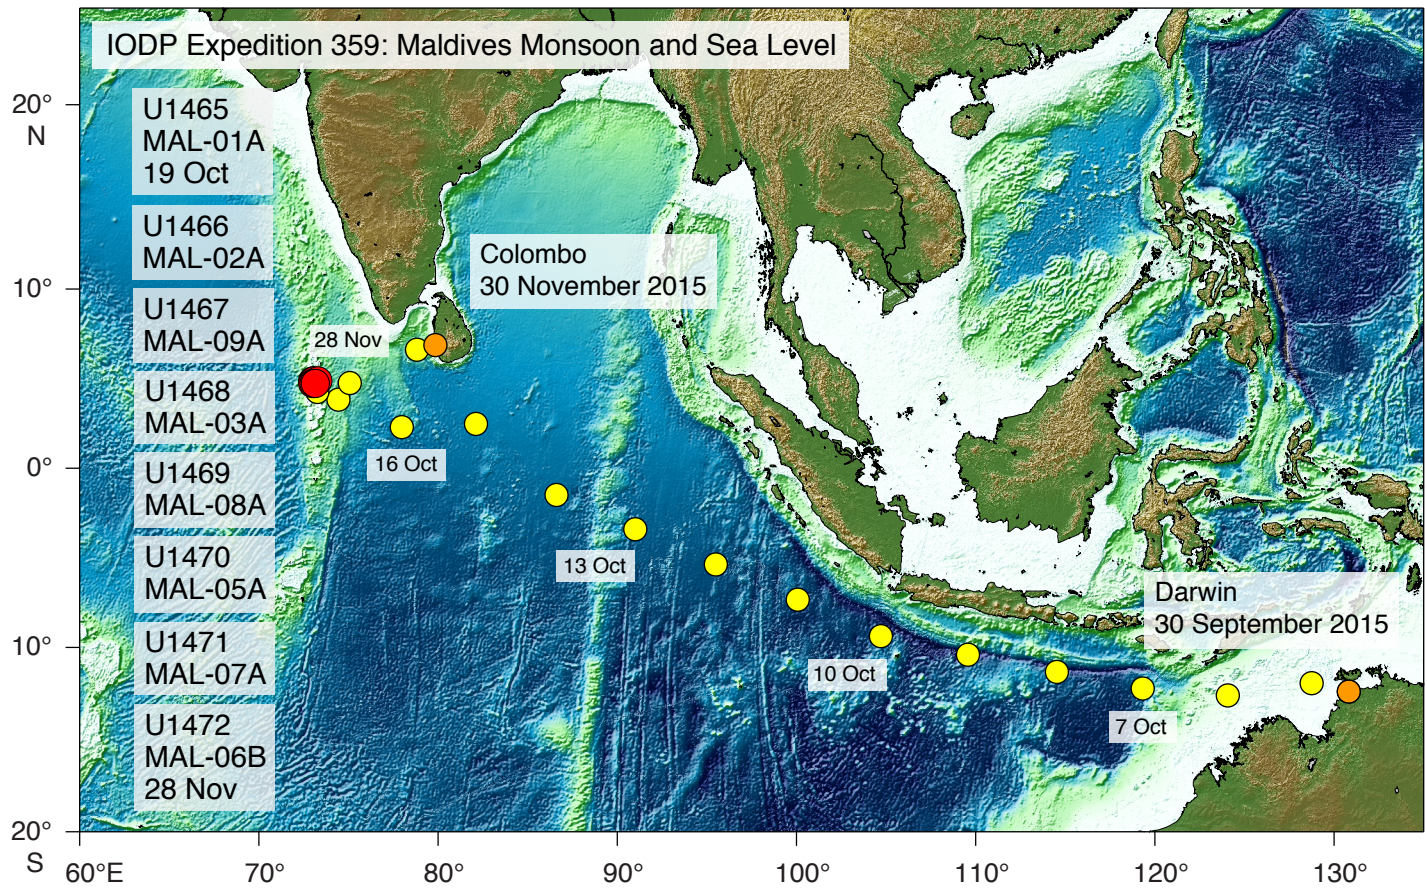 IODP Expedition 359: Maldives Monsoon and Sea Level
U1465
MAL-01A
19 Oct
U1466
MAL-02A
U1467
MAL-09A
U1468
MAL-03A
U1469
MAL-08A
U1470
MAL-05A
U1471
MAL-07A
U1472
MAL-06B
28 Nov
Colombo
30 November 2015
28 Nov
16 Oct
13 Oct
10 Oct
7 Oct
Darwin
30 September 2015
20°
N
10°
0°
10°
20°
S
60°E
70°
80°
90°
100°
110°
120°
130°